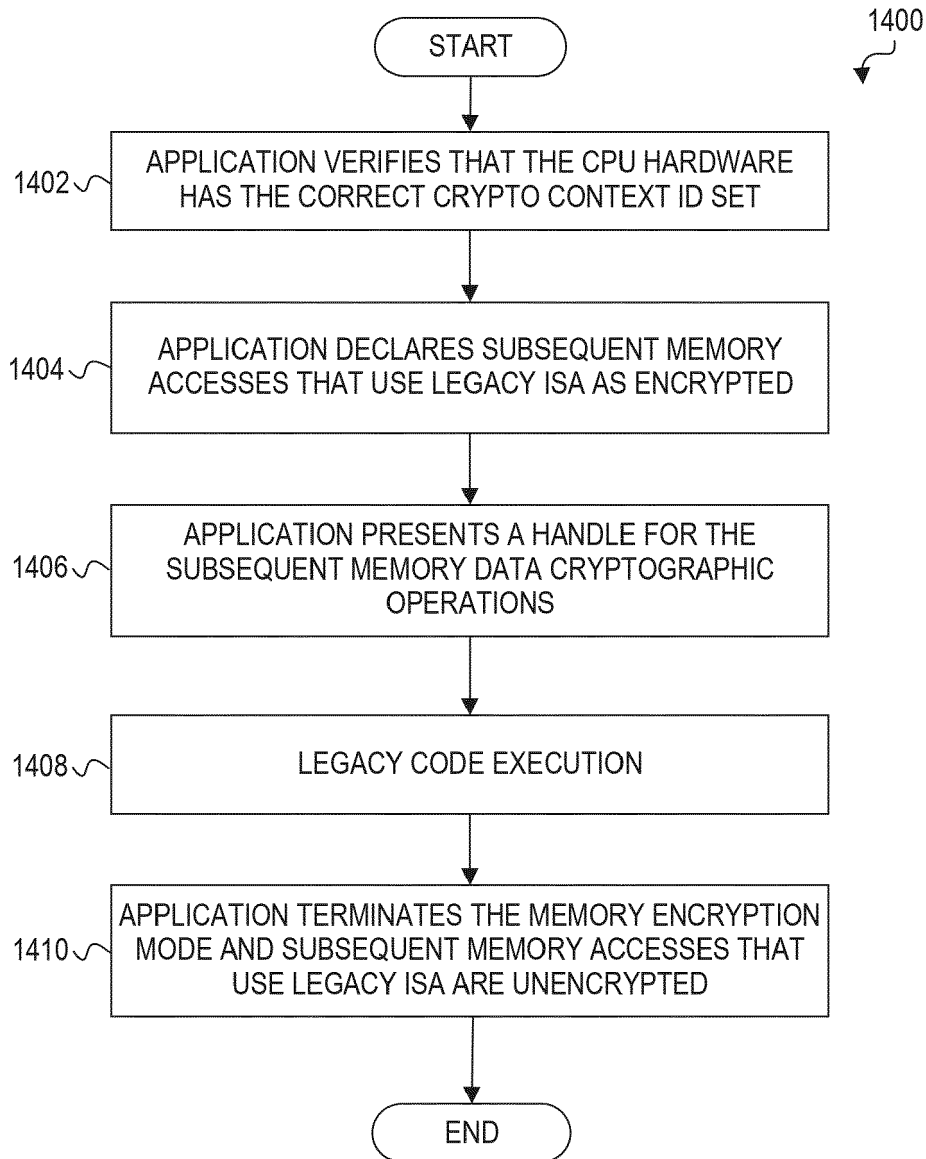 1400
START
1402
APPLICATION VERIFIES THAT THE CPU HARDWARE
HAS THE CORRECT CRYPTO CONTEXT ID SET
1404
APPLICATION DECLARES SUBSEQUENT MEMORY
ACCESSES THAT USE LEGACY ISA AS ENCRYPTED
1406
APPLICATION PRESENTS A HANDLE FOR THE
SUBSEQUENT MEMORY DATA CRYPTOGRAPHIC
OPERATIONS
1408
LEGACY CODE EXECUTION
1410
APPLICATION TERMINATES THE MEMORY ENCRYPTION
MODE AND SUBSEQUENT MEMORY ACCESSES THAT
USE LEGACY ISA ARE UNENCRYPTED
END